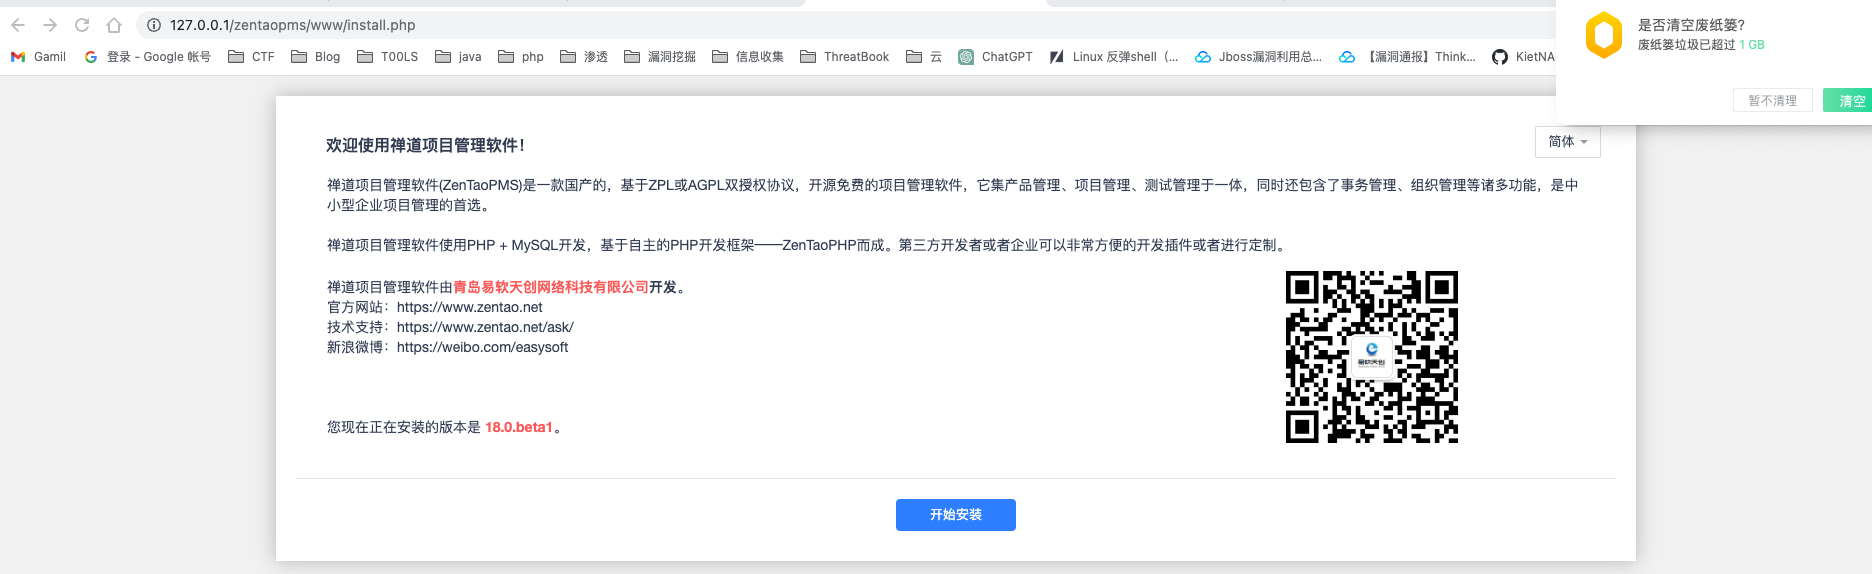 127.0.0.1/zentaopms/www/install.php
Gamil
登录 - Google 帐号
CTF
Blog
T00LS
java
php
渗透
漏洞挖掘
信息收集
ThreatBook
云
ChatGPT
Linux 反弹shell（...
Jboss漏洞利用总...
【漏洞通报】Think...
KietNA
是否清空废纸篓?
废纸篓垃圾已超过 1 GB
暂不清理
清空
欢迎使用禅道项目管理软件！
简体
禅道项目管理软件(ZenTaoPMS)是一款国产的，基于ZPL或AGPL双授权协议，开源免费的项目管理软件，它集产品管理、项目管理、测试管理于一体，同时还包含了事务管理、组织管理等诸多功能，是中
小型企业项目管理的首选。
禅道项目管理软件使用PHP + MySQL开发，基于自主的PHP开发框架——ZenTaoPHP而成。第三方开发者或者企业可以非常方便的开发插件或者进行定制。
禅道项目管理软件由青岛易软天创网络科技有限公司开发。
官方网站：https://www.zentao.net
技术支持：https://www.zentao.net/ask/
新浪微博：https://weibo.com/easysoft
易软天创
您现在正在安装的版本是 18.0.beta1。
开始安装